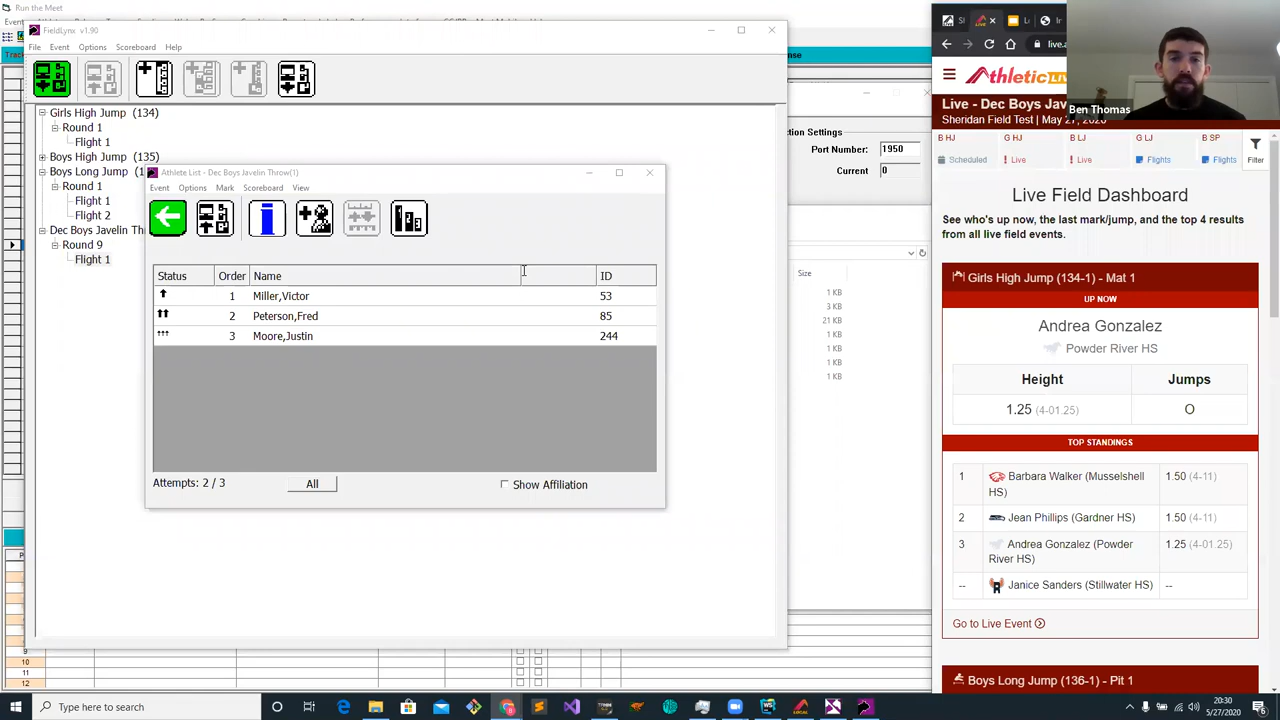 Run the Meet
FieldLynx v1.90
File Event Options Scoreboard Help
Girls High Jump (134)
Round 1
Flight 1
Boys High Jump (135)
Boys Long Jump (1
Round 1
Flight 1
Flight 2
Dec Boys Javelin Th
Round 9
Flight 1
Athlete List - Dec Boys Javelin Throw(1)
Event Options Mark Scoreboard View
Status Order Name ID
1 Miller,Victor 53
2 Peterson,Fred 85
3 Moore,Justin 244
Attempts: 2 / 3
All
Show Affiliation
ction Settings
Port Number: 1950
Current 0
Size
1 KB
3 KB
21 KB
1 KB
1 KB
1 KB
1 KB
9
10
11
12
live.a
AthleticLIVE
Ben Thomas
Live - Dec Boys Jav
Sheridan Field Test | May 27, 2020
B HJ G HJ B LJ G LJ B SP
Scheduled Live Live Flights Flights Filter
Live Field Dashboard
See who's up now, the last mark/jump, and the top 4 results
from all live field events.
Girls High Jump (134-1) - Mat 1
UP NOW
Andrea Gonzalez
Powder River HS
Height Jumps
1.25 (4-01.25) O
TOP STANDINGS
1 Barbara Walker (Musselshell HS) 1.50 (4-11)
2 Jean Phillips (Gardner HS) 1.50 (4-11)
3 Andrea Gonzalez (Powder River HS) 1.25 (4-01.25)
-- Janice Sanders (Stillwater HS) --
Go to Live Event
Boys Long Jump (136-1) - Pit 1
Type here to search
20:30
5/27/2020